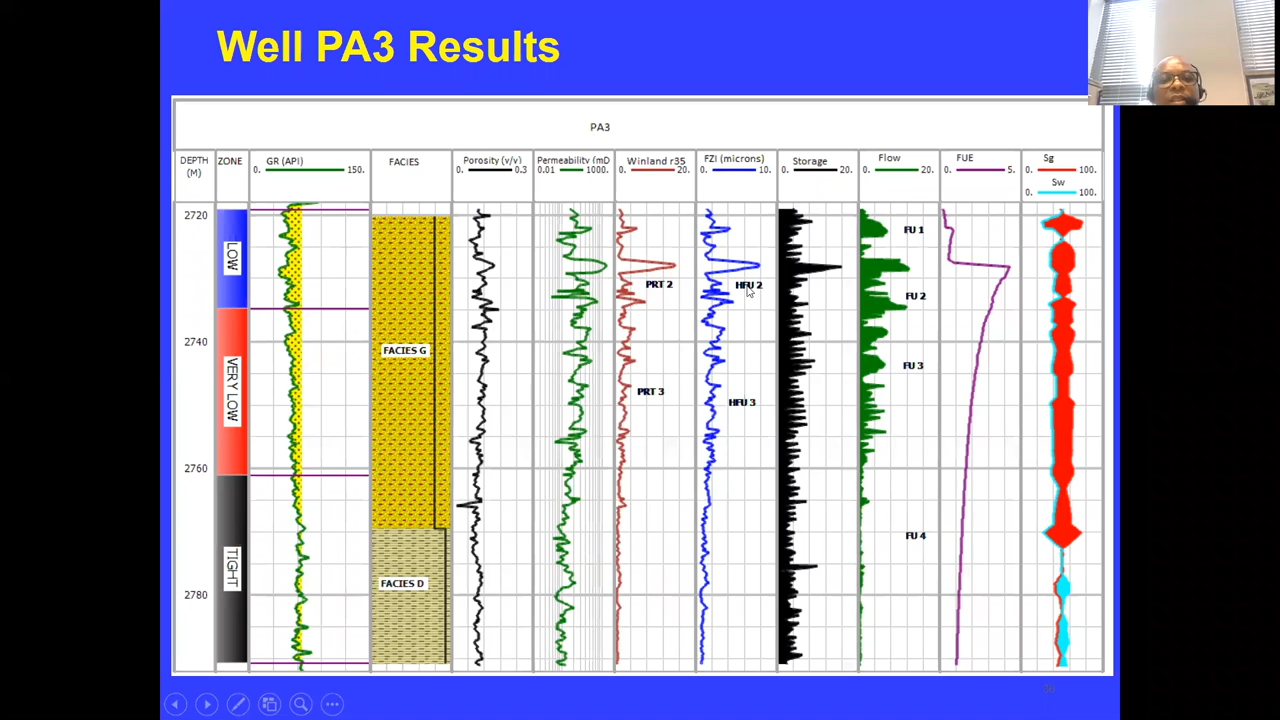 Well PA3 Results
PA3
DEPTH (M)
ZONE
GR (API)
0. 150.
FACIES
Porosity (v/v)
0. 0.3
Permeability (mD
0.01 1000.
Winland r35
0. 20.
FZI (microns)
0. 10.
Storage
0. 20.
Flow
0. 20.
FUE
0. 5.
Sg
0. 100.
Sw
0. 100.
2720
2740
2760
2780
LOW
VERY LOW
TIGHT
FACIES G
FACIES D
PRT 2
PRT 3
HFU 2
HFU 3
FU 1
FU 2
FU 3
FU 4